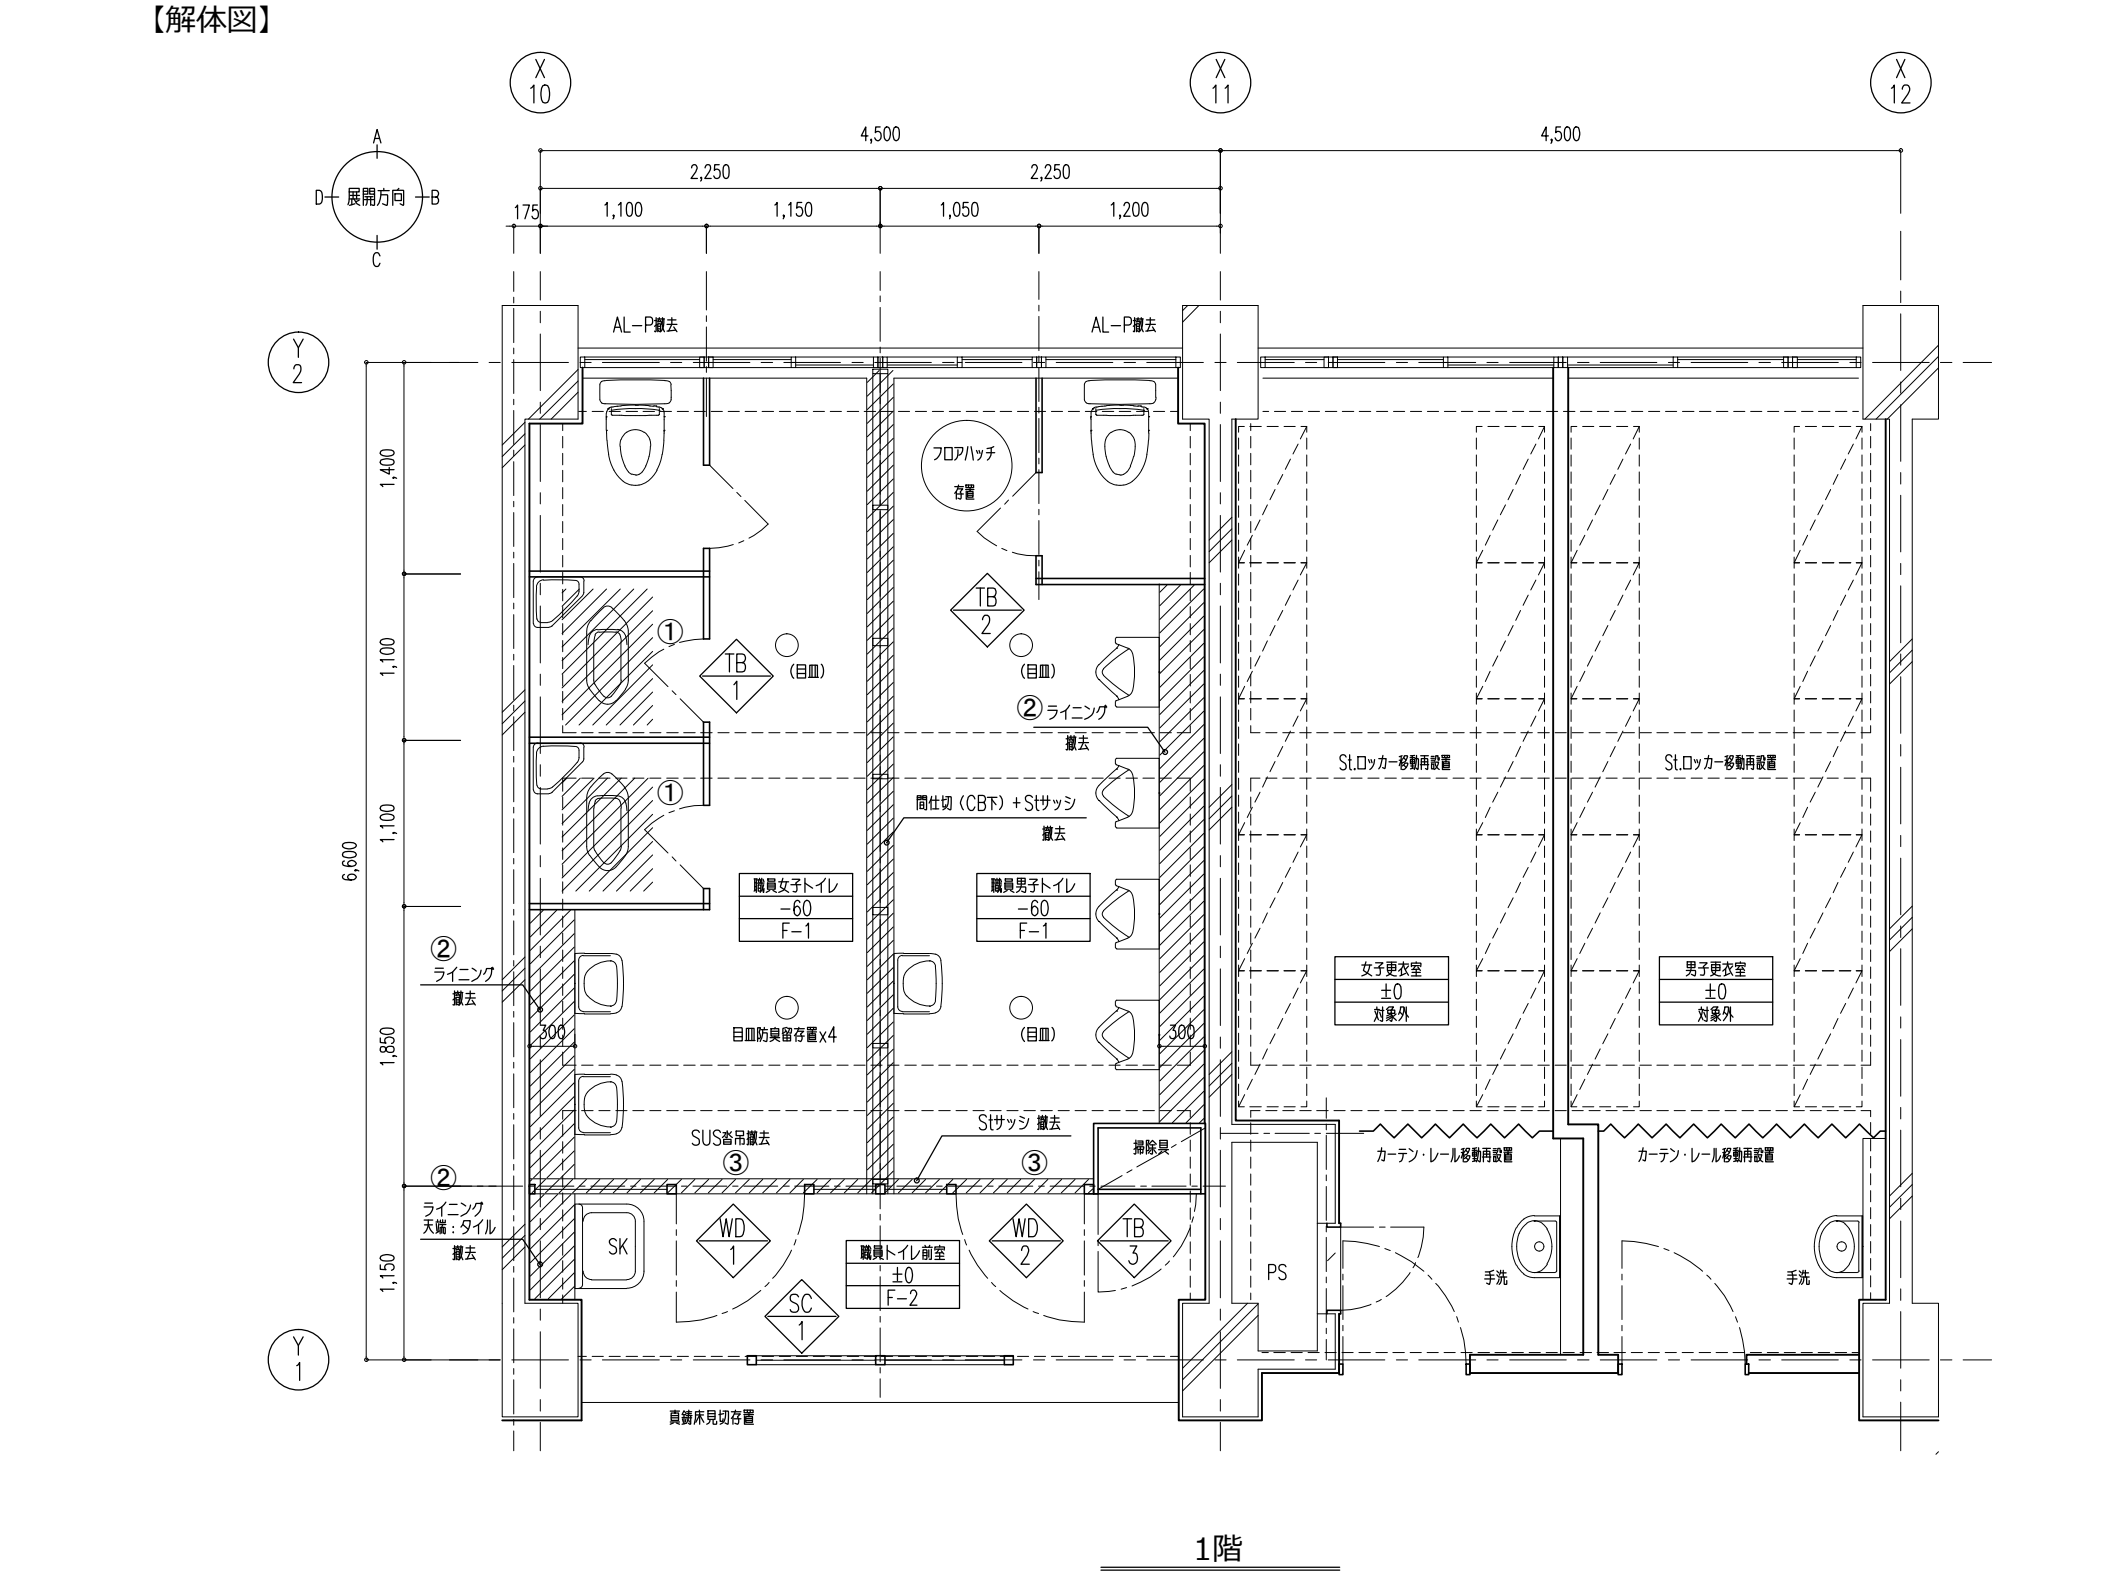 【解体図】
X
10
X
11
X
12
4,500
4,500
2,250
2,250
175
1,100
1,150
1,050
1,200
A
D
展開方向
B
C
AL-P撤去
AL-P撤去
Y
2
フロアハッチ
存置
1,400
TB
2
①
TB
1
(目皿)
(目皿)
1,100
② ライニング
撤去
St.ロッカー移動再設置
St.ロッカー移動再設置
①
間仕切(CB下)+Stサッシ
撤去
1,100
6,600
職員女子トイレ
-60
F-1
職員男子トイレ
-60
F-1
②
ライニング
撤去
女子更衣室
±0
対象外
男子更衣室
±0
対象外
300
目皿防臭留存置x4
(目皿)
300
1,850
SUS沓吊撤去
Stサッシ 撤去
③
③
掃除具
カーテン・レール移動再設置
カーテン・レール移動再設置
②
ライニング
天端:タイル
撤去
SK
WD
1
WD
2
TB
3
職員トイレ前室
±0
F-2
1,150
SC
1
PS
手洗
手洗
Y
1
真鍮床見切存置
1階